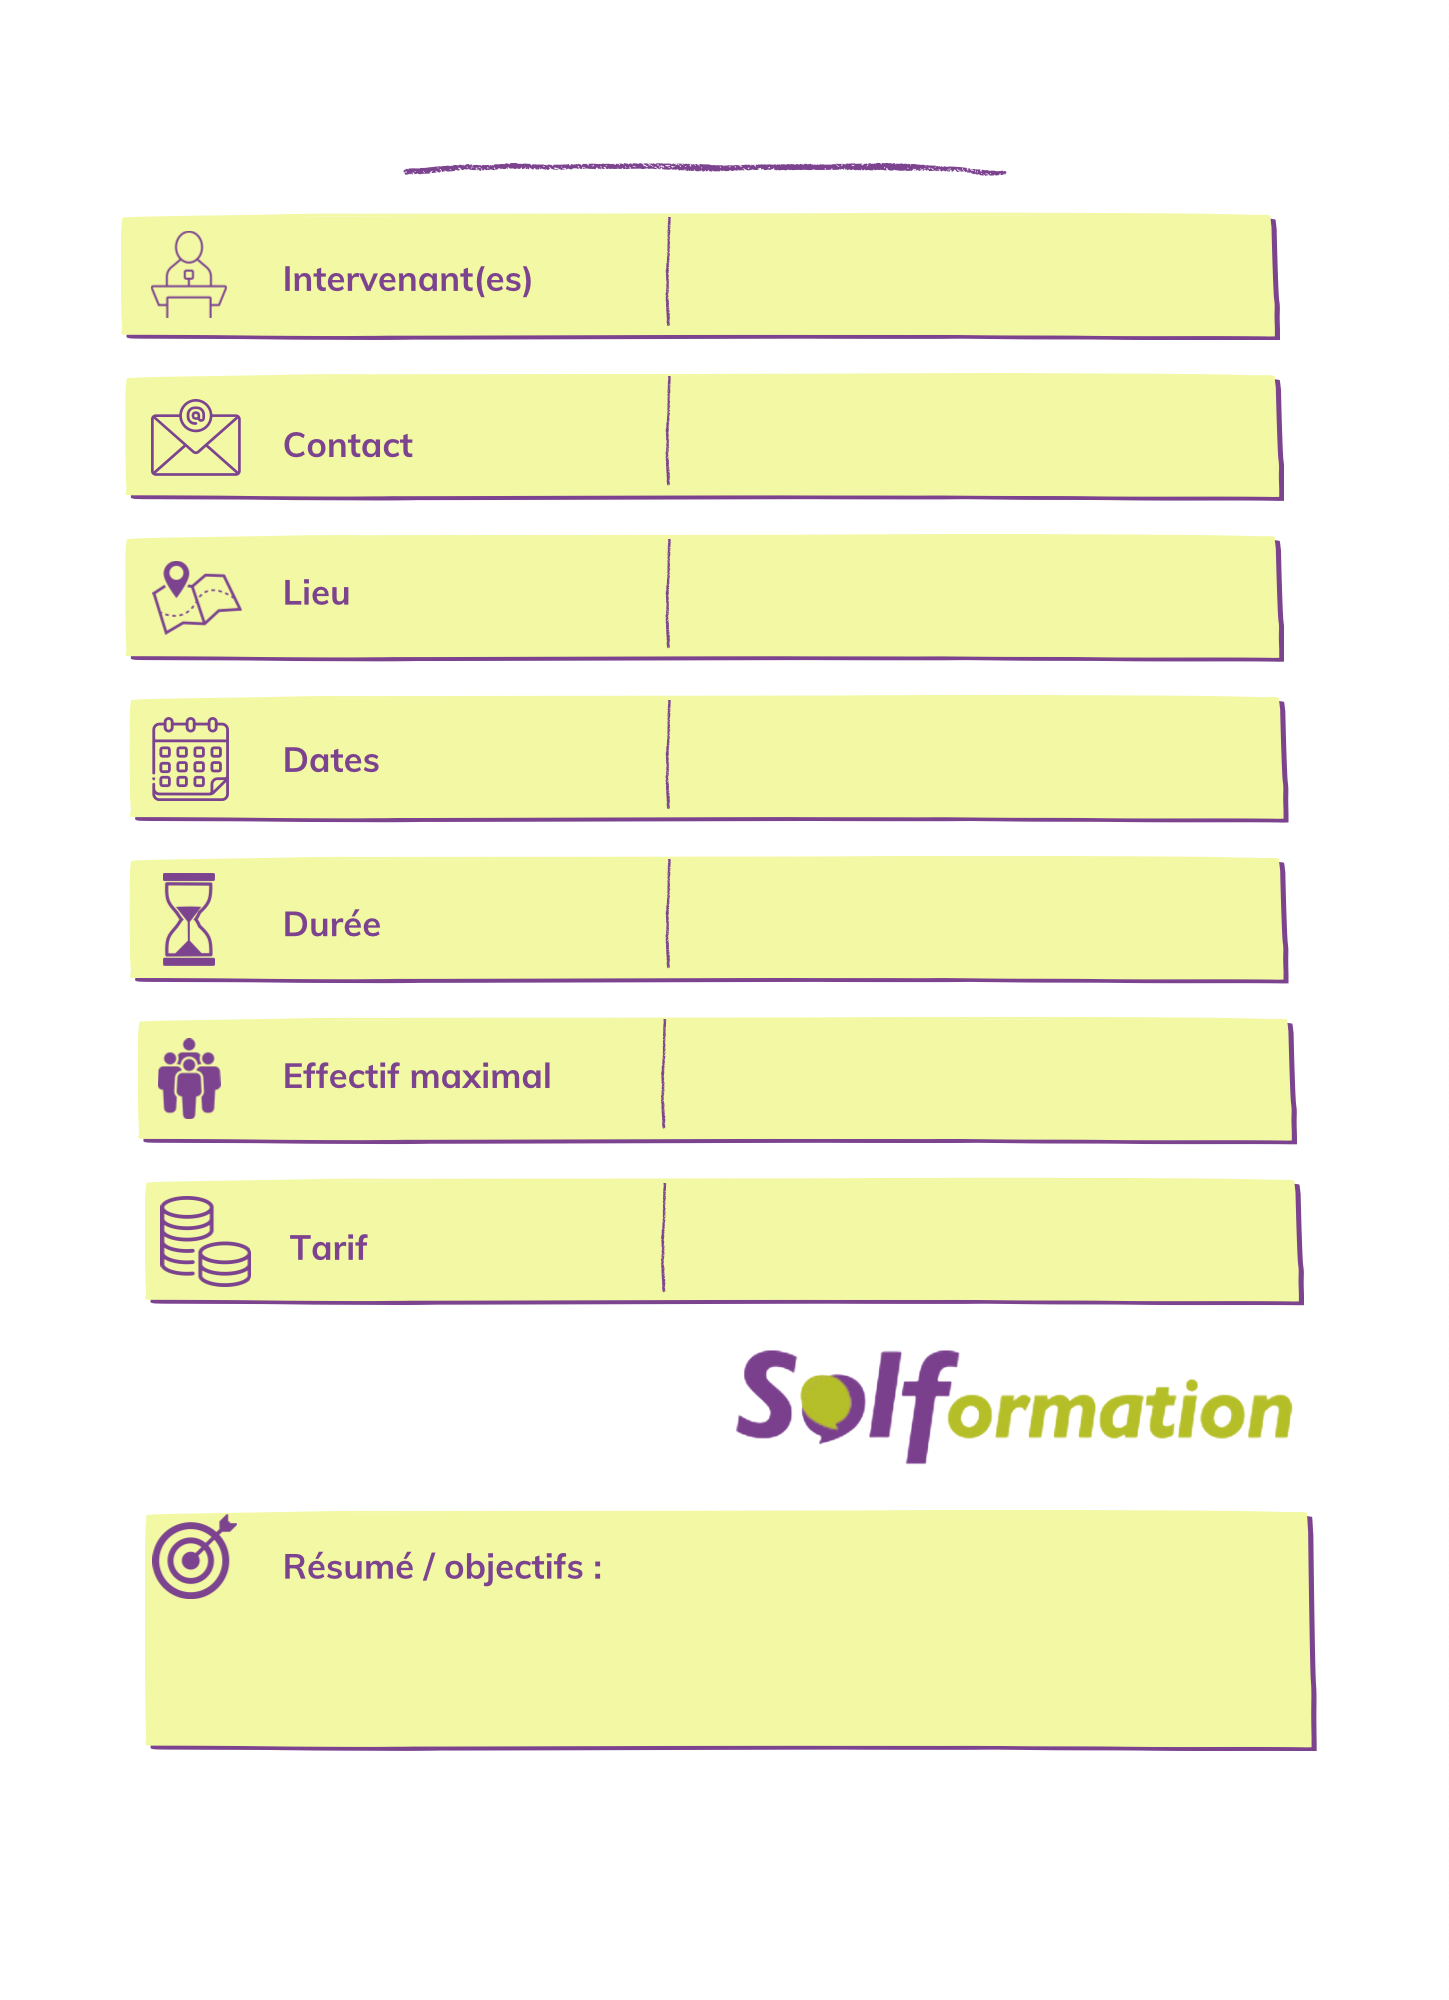 Intervenant(es)
Contact
Lieu
Dates
Durée
Effectif maximal
Tarif
Solformation
Résumé / objectifs :